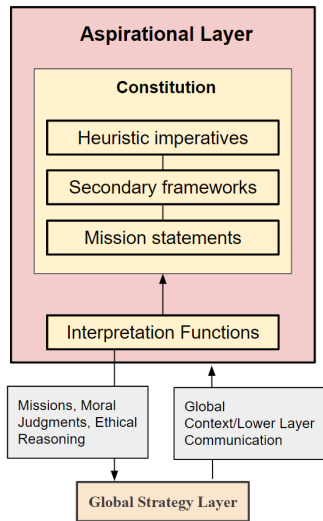 Aspirational Layer
Constitution
Heuristic imperatives
Secondary frameworks
Mission statements
Interpretation Functions
Missions, Moral
Judgments, Ethical
Reasoning
Global
Context/Lower Layer
Communication
Global Strategy Layer